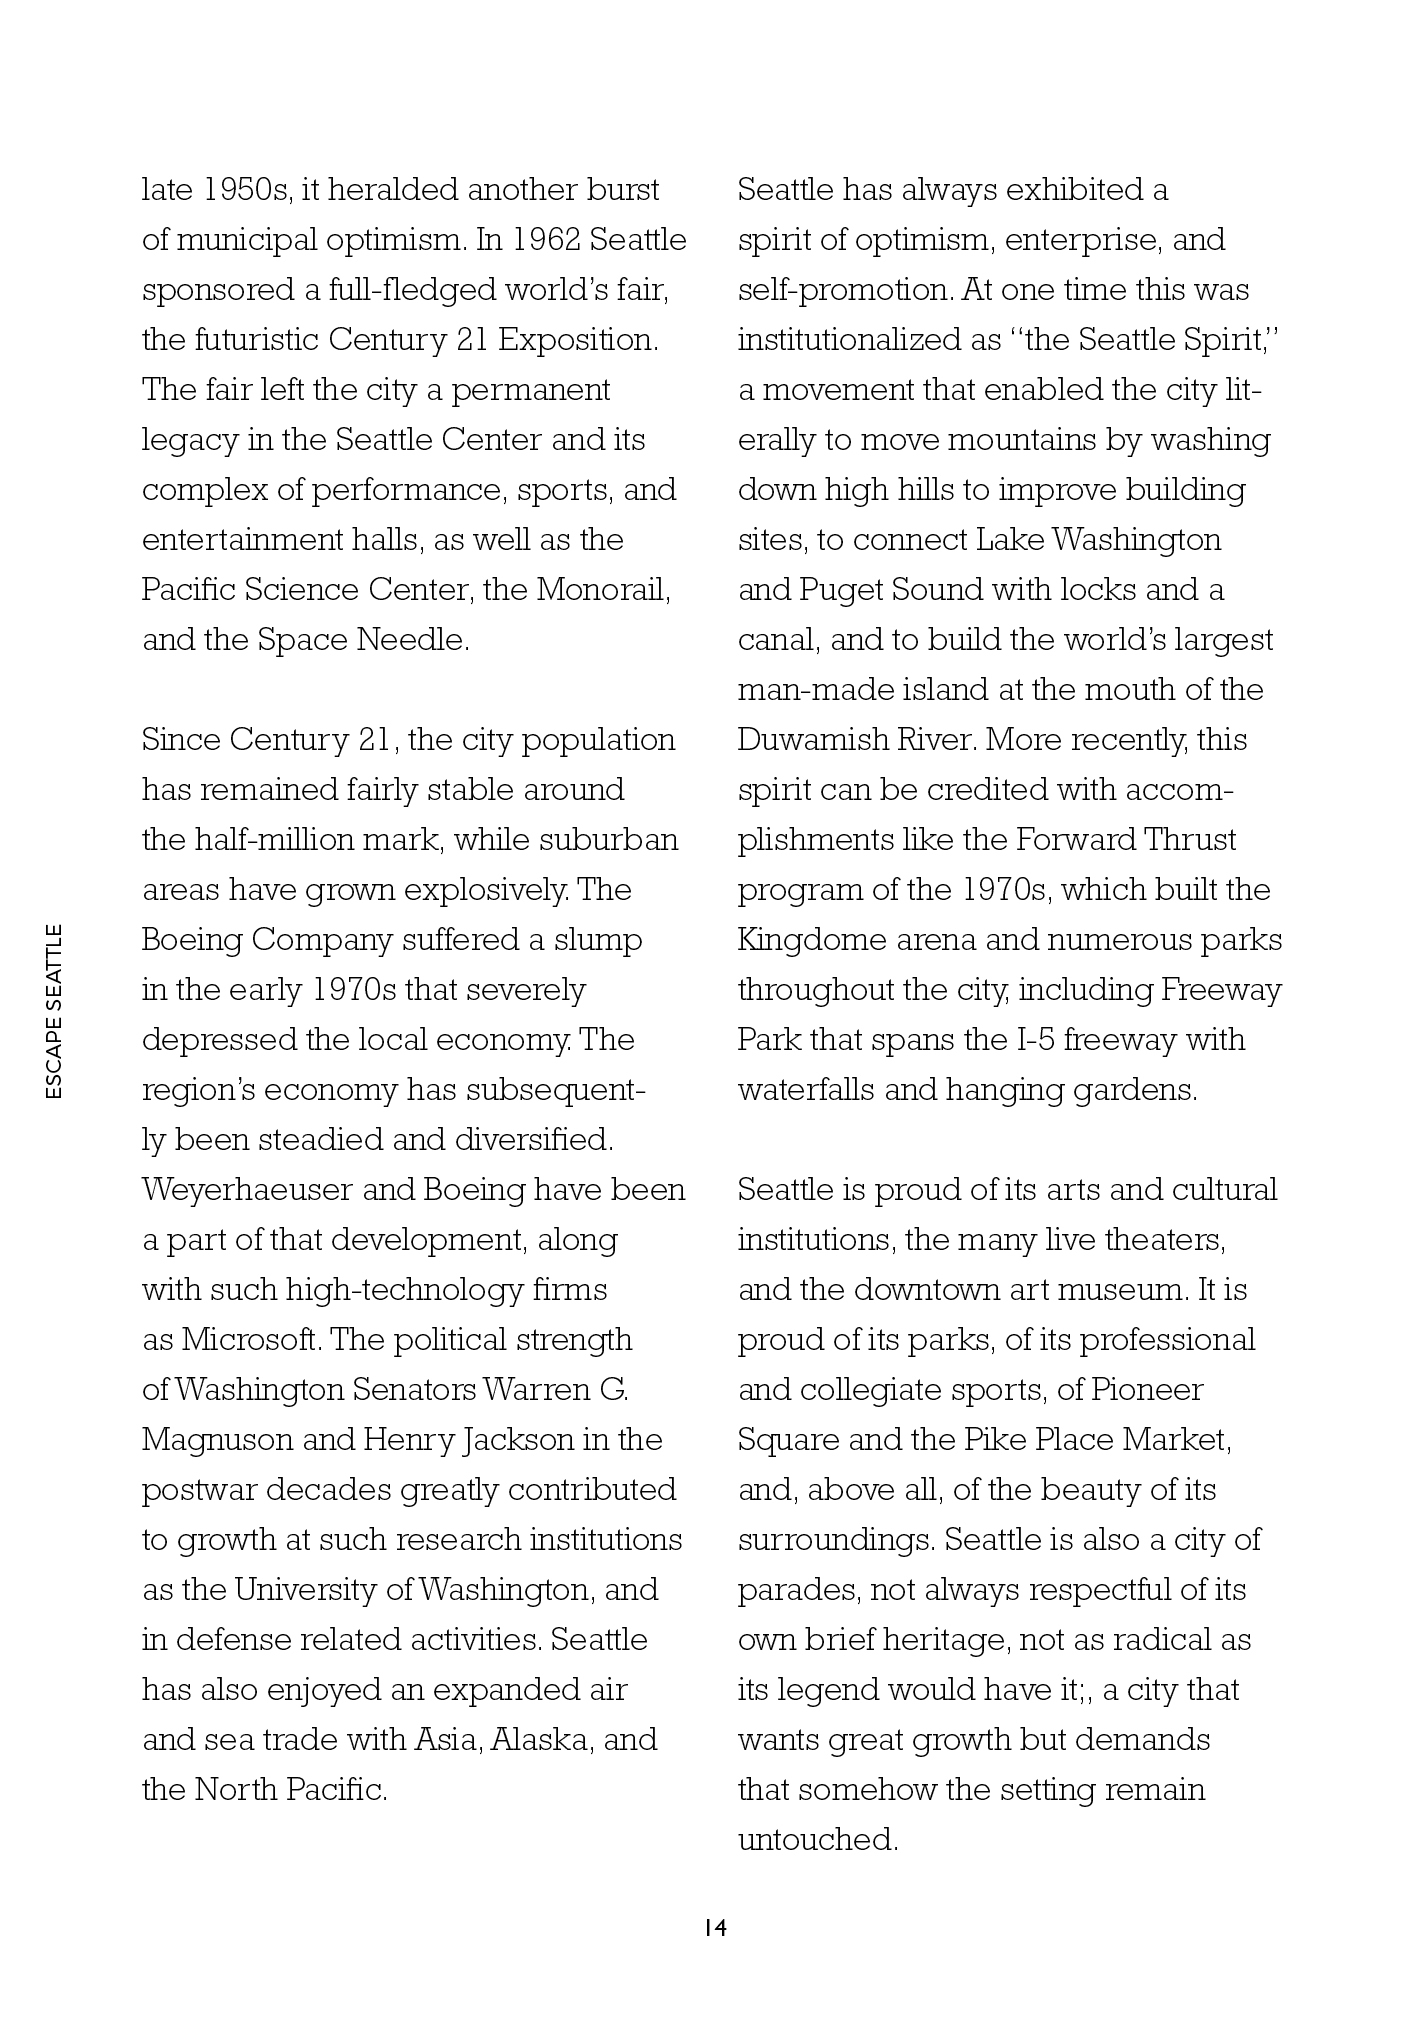 late 1950s, it heralded another burst
of municipal optimism. In 1962 Seattle
sponsored a full-fledged world’s fair,
the futuristic Century 21 Exposition.
The fair left the city a permanent
legacy in the Seattle Center and its
complex of performance, sports, and
entertainment halls, as well as the
Pacific Science Center, the Monorail,
and the Space Needle.
Since Century 21, the city population
has remained fairly stable around
the half-million mark, while suburban
areas have grown explosively. The
Boeing Company suffered a slump
in the early 1970s that severely
depressed the local economy. The
region’s economy has subsequent-
ly been steadied and diversified.
Weyerhaeuser and Boeing have been
a part of that development, along
with such high-technology firms
as Microsoft. The political strength
of Washington Senators Warren G.
Magnuson and Henry Jackson in the
postwar decades greatly contributed
to growth at such research institutions
as the University of Washington, and
in defense related activities. Seattle
has also enjoyed an expanded air
and sea trade with Asia, Alaska, and
the North Pacific.
Seattle has always exhibited a
spirit of optimism, enterprise, and
self-promotion. At one time this was
institutionalized as “the Seattle Spirit,”
a movement that enabled the city lit-
erally to move mountains by washing
down high hills to improve building
sites, to connect Lake Washington
and Puget Sound with locks and a
canal, and to build the world’s largest
man-made island at the mouth of the
Duwamish River. More recently, this
spirit can be credited with accom-
plishments like the Forward Thrust
program of the 1970s, which built the
Kingdome arena and numerous parks
throughout the city, including Freeway
Park that spans the I-5 freeway with
waterfalls and hanging gardens.
Seattle is proud of its arts and cultural
institutions, the many live theaters,
and the downtown art museum. It is
proud of its parks, of its professional
and collegiate sports, of Pioneer
Square and the Pike Place Market,
and, above all, of the beauty of its
surroundings. Seattle is also a city of
parades, not always respectful of its
own brief heritage, not as radical as
its legend would have it;, a city that
wants great growth but demands
that somehow the setting remain
untouched.
ESCAPE SEATTLE
14